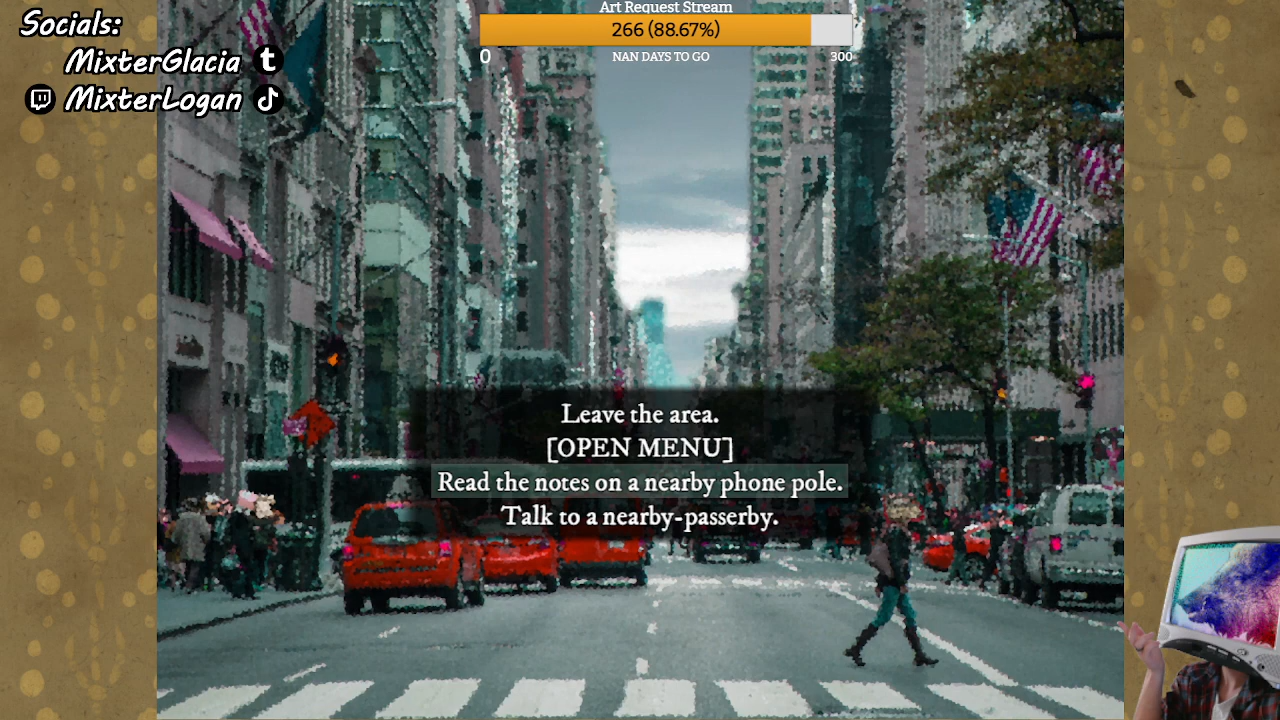 Socials:
MixterGlacia
MixterLogan
Art Request Stream
266 (88.67%)
0
NAN DAYS TO GO
300
Leave the area.
[OPEN MENU]
Read the notes on a nearby phone pole.
Talk to a nearby-passerby.